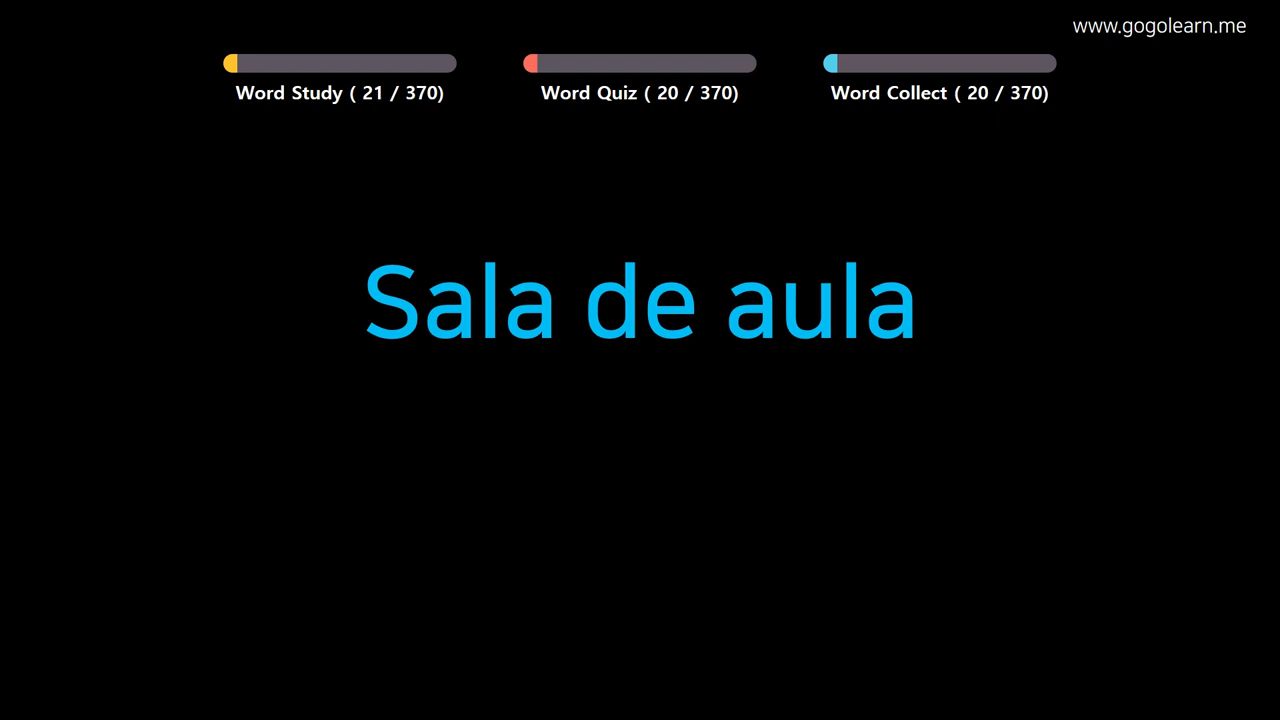 www.gogolearn.me
Word Study ( 21 / 370)
Word Quiz ( 20 / 370)
Word Collect ( 20 / 370)
Sala de aula